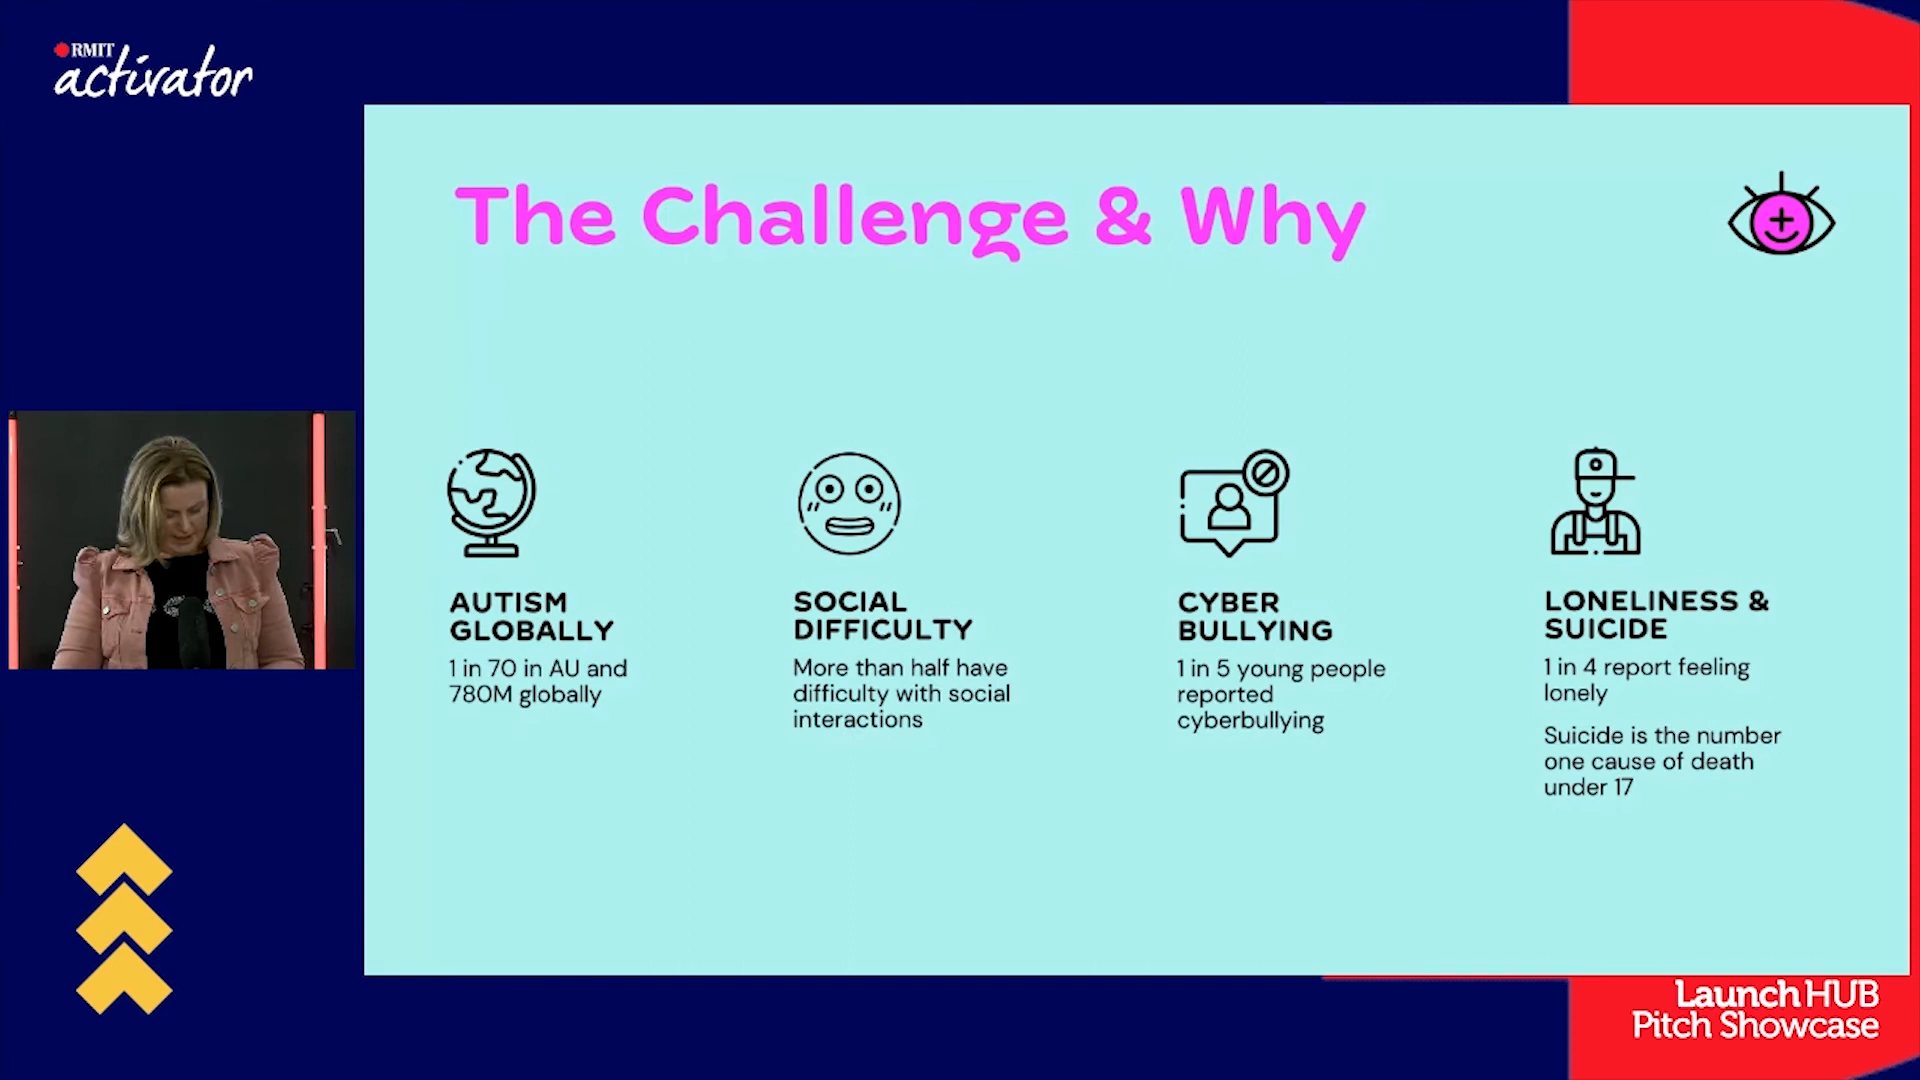 RMIT
activator
The Challenge & Why
AUTISM
GLOBALLY
1 in 70 in AU and
780M globally
SOCIAL
DIFFICULTY
More than half have
difficulty with social
interactions
CYBER
BULLYING
1 in 5 young people
reported
cyberbullying
LONELINESS &
SUICIDE
1 in 4 report feeling
lonely
Suicide is the number
one cause of death
under 17
Launch HUB
Pitch Showcase